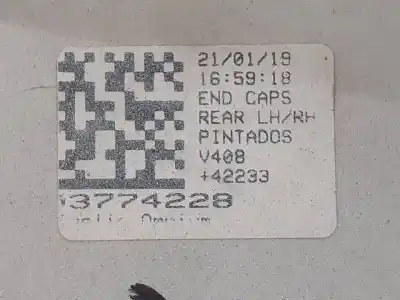 21/01/19
16:59:18
END CAPS
REAR LH/RH
PINTADOS
V408
+42233
3774228